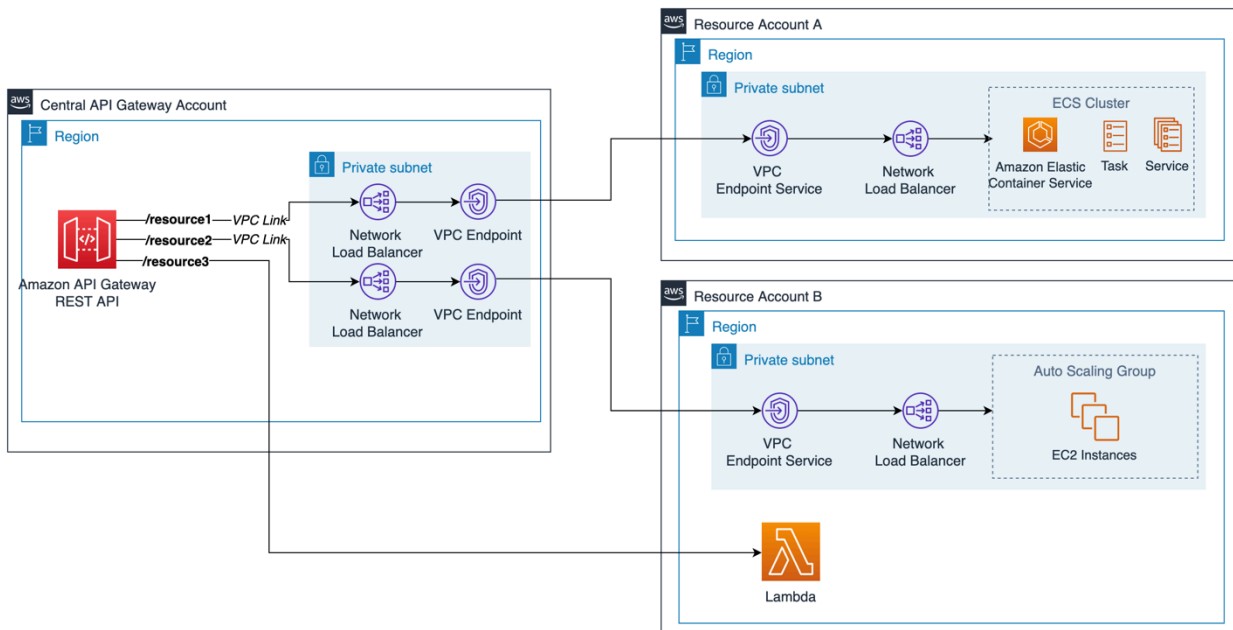 aws
Central API Gateway Account
Region
Private subnet
/resource1
VPC Link
/resource2
VPC Link
/resource3
Amazon API Gateway
REST API
Network
Load Balancer
VPC Endpoint
Network
Load Balancer
VPC Endpoint
aws
Resource Account A
Region
Private subnet
VPC
Endpoint Service
Network
Load Balancer
ECS Cluster
Amazon Elastic
Container Service
Task
Service
aws
Resource Account B
Region
Private subnet
VPC
Endpoint Service
Network
Load Balancer
Auto Scaling Group
EC2 Instances
Lambda